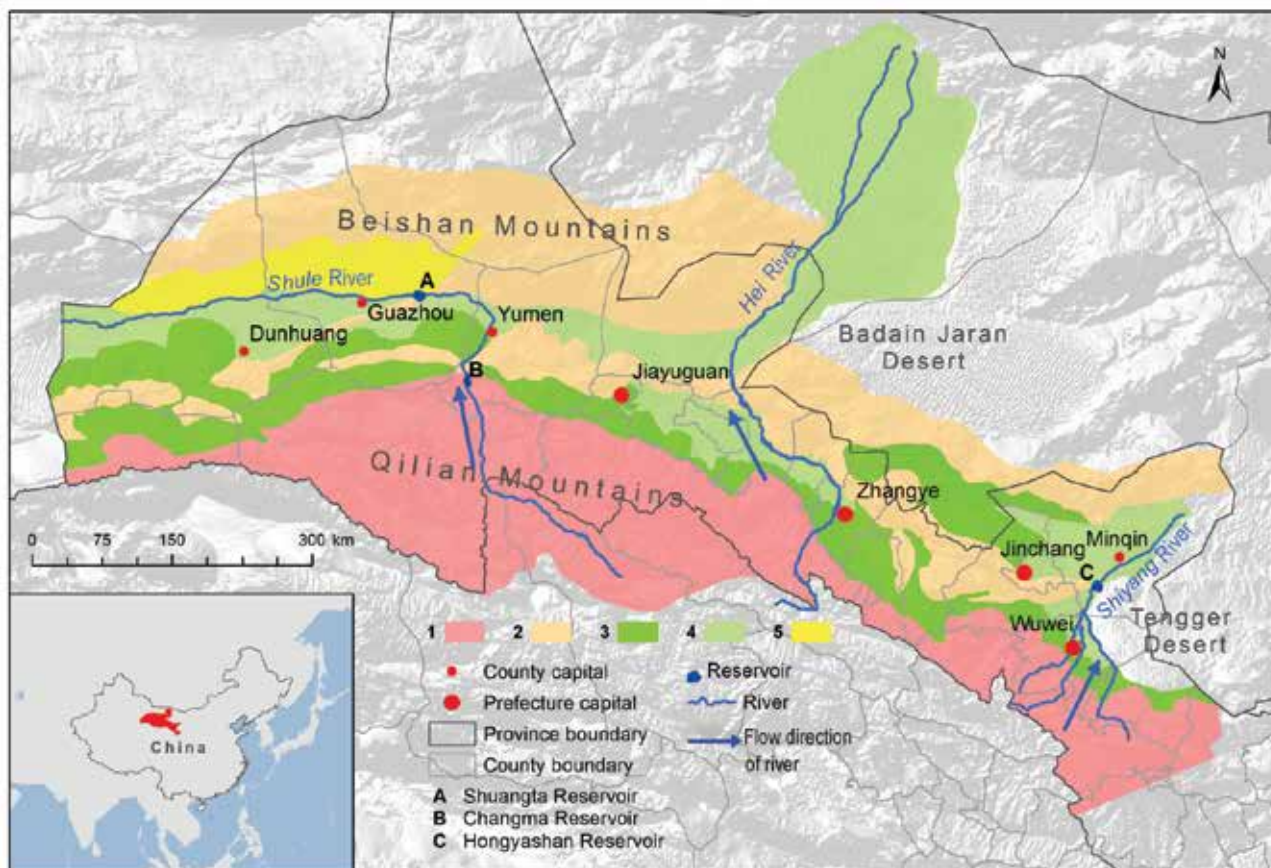 N
Beishan Mountains
Hei River
Shule River
A
Guazhou
Yumen
Dunhuang
Badain Jaran
Desert
B
Jiayuguan
Qilian Mountains
Zhangye
0 75 150 300 km
Jinchang
Minqin
C
Shiyang River
Wuwei
Tengger
Desert
1 2 3 4 5
County capital
Reservoir
Prefecture capital
River
Province boundary
Flow direction
of river
County boundary
A Shuangta Reservoir
B Changma Reservoir
C Hongyashan Reservoir
China